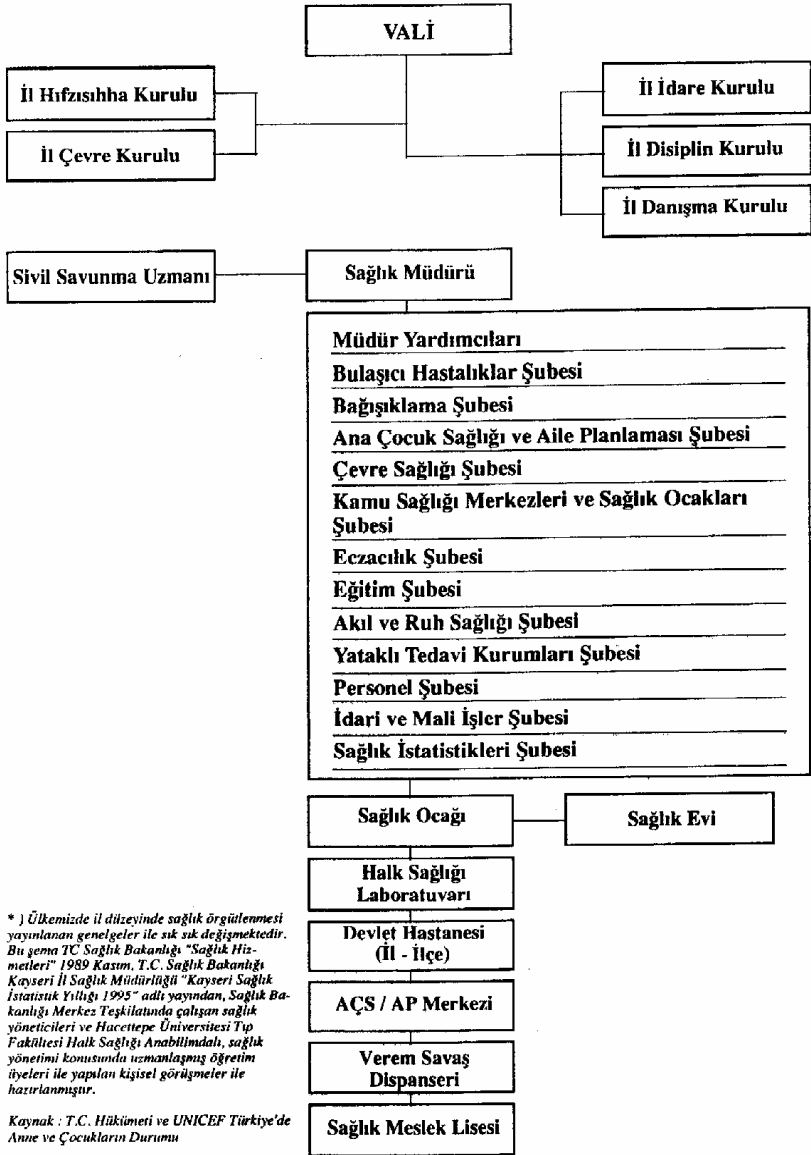 VALİ
İl Hıfzısıhha Kurulu
İl Çevre Kurulu
İl İdare Kurulu
İl Disiplin Kurulu
İl Danışma Kurulu
Sivil Savunma Uzmanı
Sağlık Müdürü
Müdür Yardımcıları
Bulaşıcı Hastalıklar Şubesi
Bağışıklama Şubesi
Ana Çocuk Sağlığı ve Aile Planlaması Şubesi
Çevre Sağlığı Şubesi
Kamu Sağlığı Merkezleri ve Sağlık Ocakları
Şubesi
Eczacılık Şubesi
Eğitim Şubesi
Akıl ve Ruh Sağlığı Şubesi
Yataklı Tedavi Kurumları Şubesi
Personel Şubesi
İdari ve Mali İşler Şubesi
Sağlık İstatistikleri Şubesi
Sağlık Ocağı
Sağlık Evi
Halk Sağlığı
Laboratuvarı
Devlet Hastanesi
(İl - İlçe)
AÇS / AP Merkezi
Verem Savaş
Dispanseri
Sağlık Meslek Lisesi
* ) Ülkemizde il düzeyinde sağlık örgütlenmesi
yayınlanan genelgeler ile sık sık değişmektedir.
Bu şema TC Sağlık Bakanlığı "Sağlık Hiz-
metleri" 1989 Kasım, T.C. Sağlık Bakanlığı
Kayseri İl Sağlık Müdürlüğü "Kayseri Sağlık
İstatistik Yıllığı 1995" adlı yayından, Sağlık Ba-
kanlığı Merkez Teşkilatında çalışan sağlık
yöneticileri ve Hacettepe Üniversitesi Tıp
Fakültesi Halk Sağlığı Anabilimdalı, sağlık
yönetimi konusunda uzmanlaşmış öğretim
üyeleri ile yapılan kişisel görüşmeler ile
hazırlanmıştır.
Kaynak : T.C. Hükümeti ve UNICEF Türkiye'de
Anne ve Çocukların Durumu